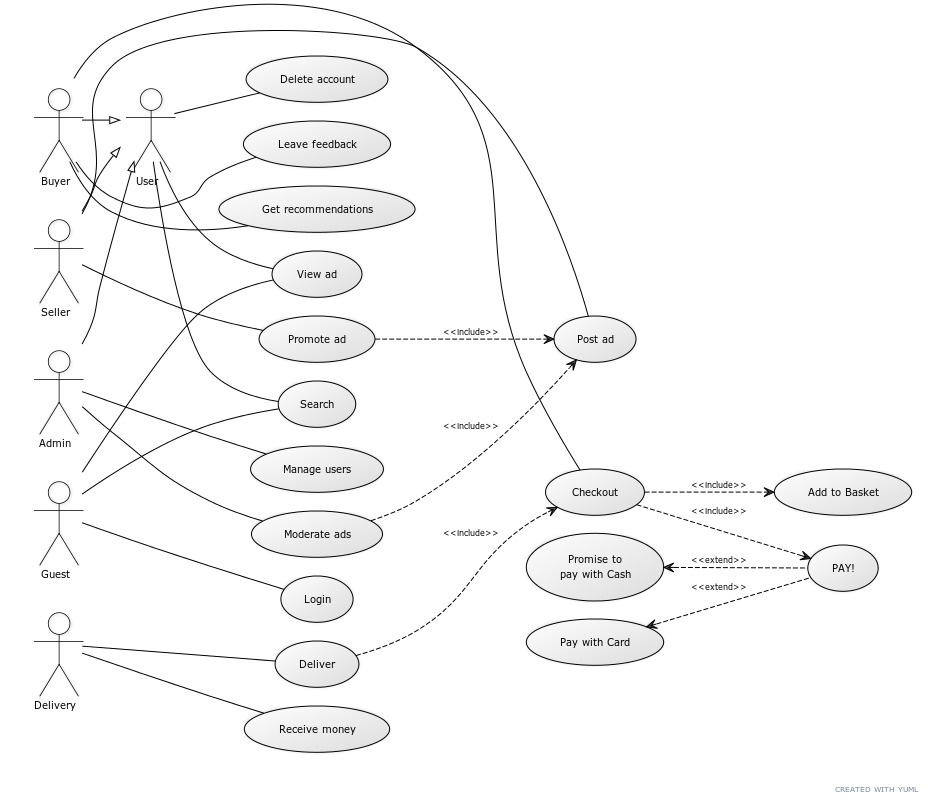 Delete account
Buyer
User
Leave feedback
Get recommendations
Seller
View ad
Promote ad
<<include>>
Post ad
Admin
Search
<<include>>
Manage users
Checkout
<<include>>
Add to Basket
<<include>>
Guest
Moderate ads
<<include>>
Promise to
pay with Cash
<<extend>>
PAY!
<<extend>>
Login
Pay with Card
Delivery
Deliver
Receive money
CREATED WITH YUML